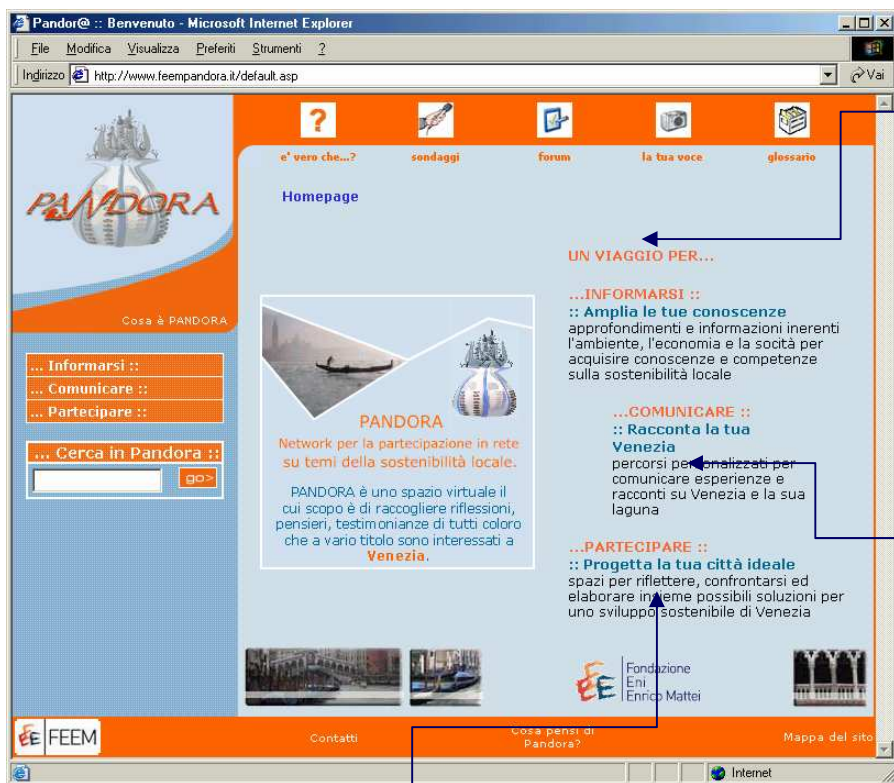 Pandor@ :: Benvenuto - Microsoft Internet Explorer
File Modifica Visualizza Preferiti Strumenti ?
Indirizzo http://www.feempandora.it/default.asp Vai
e' vero che...? sondaggi forum la tua voce glossario
PANDORA
Cosa è PANDORA
Homepage
... Informarsi ::
... Comunicare ::
... Partecipare ::
... Cerca in Pandora ::
go>
PANDORA
Network per la partecipazione in rete
su temi della sostenibilità locale.
PANDORA è uno spazio virtuale il
cui scopo è di raccogliere riflessioni,
pensieri, testimonianze di tutti coloro
che a vario titolo sono interessati a
Venezia.
UN VIAGGIO PER...
...INFORMARSI ::
:: Amplia le tue conoscenze
approfondimenti e informazioni inerenti
l'ambiente, l'economia e la socità per
acquisire conoscenze e competenze
sulla sostenibilità locale
...COMUNICARE ::
:: Racconta la tua
Venezia
percorsi personalizzati per
comunicare esperienze e
racconti su Venezia e la sua
laguna
...PARTECIPARE ::
:: Progetta la tua città ideale
spazi per riflettere, confrontarsi ed
elaborare insieme possibili soluzioni per
uno sviluppo sostenibile di Venezia
Fondazione
Eni
Enrico Mattei
FEEM
Contatti
Cosa pensi di
Pandora?
Mappa del sito
Internet